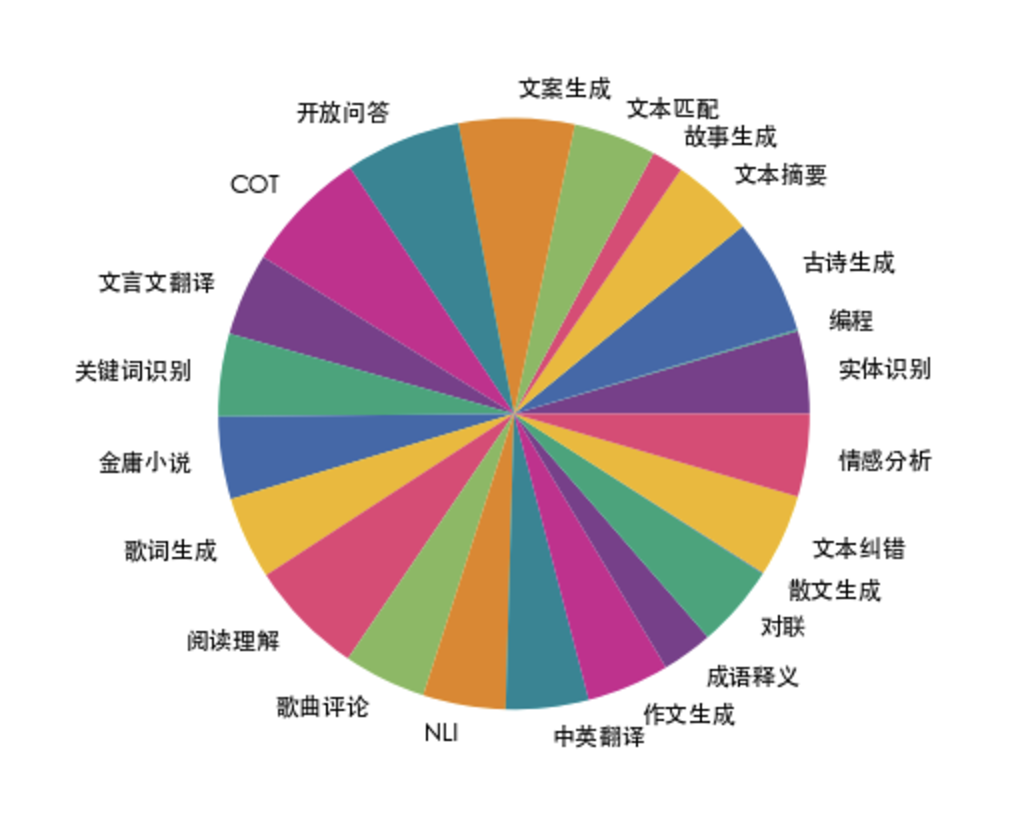 文案生成
文本匹配
开放问答
故事生成
文本摘要
COT
古诗生成
文言文翻译
编程
实体识别
关键词识别
情感分析
金庸小说
文本纠错
歌词生成
散文生成
对联
阅读理解
成语释义
歌曲评论
作文生成
NLI
中英翻译